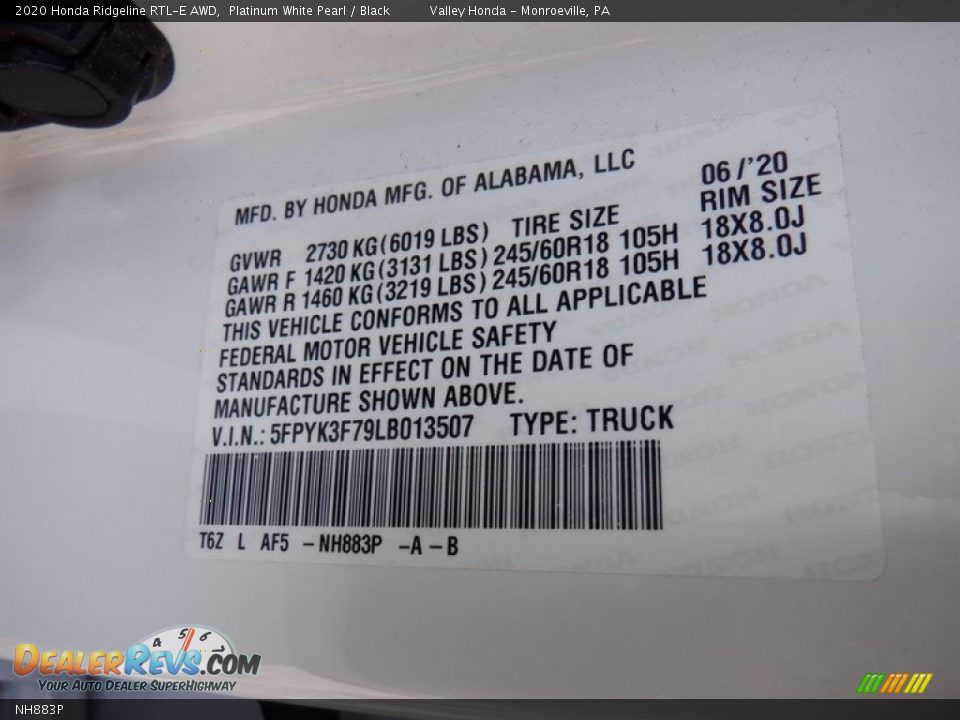 2020 Honda Ridgeline RTL-E AWD, Platinum White Pearl / Black Valley Honda - Monroeville, PA
MFD. BY HONDA MFG. OF ALABAMA, LLC 06/'20
GVWR 2730 KG(6019 LBS) TIRE SIZE RIM SIZE
GAWR F 1420 KG(3131 LBS) 245/60R18 105H 18X8.0J
GAWR R 1460 KG(3219 LBS) 245/60R18 105H 18X8.0J
THIS VEHICLE CONFORMS TO ALL APPLICABLE
FEDERAL MOTOR VEHICLE SAFETY
STANDARDS IN EFFECT ON THE DATE OF
MANUFACTURE SHOWN ABOVE.
V.I.N.: 5FPYK3F79LB013507 TYPE: TRUCK
T6Z L AF5 -NH883P -A-B
4 5 6
DealerRevs.com
Your Auto Dealer SuperHighway
NH883P